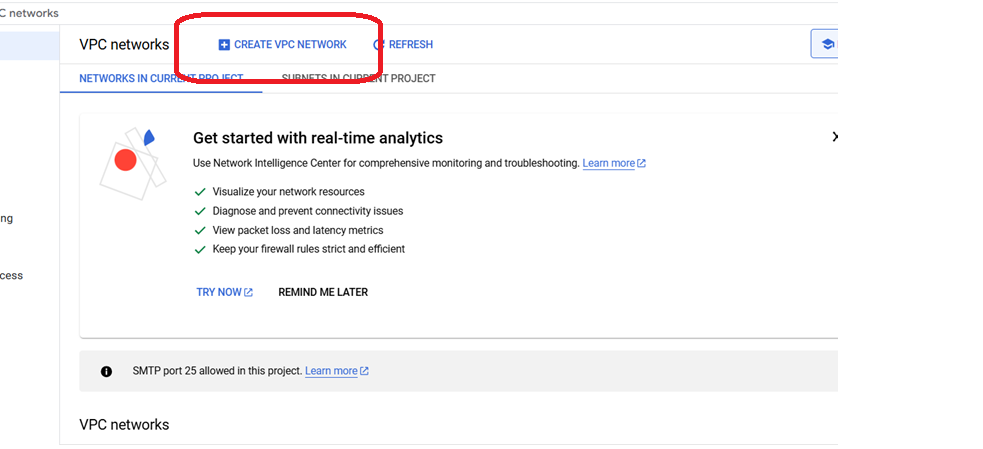 C networks
VPC networks
CREATE VPC NETWORK
REFRESH
NETWORKS IN CURRENT PROJECT
SUBNETS IN CURRENT PROJECT
Get started with real-time analytics
Use Network Intelligence Center for comprehensive monitoring and troubleshooting. Learn more
Visualize your network resources
Diagnose and prevent connectivity issues
View packet loss and latency metrics
ng
Keep your firewall rules strict and efficient
cess
TRY NOW
REMIND ME LATER
SMTP port 25 allowed in this project. Learn more
VPC networks